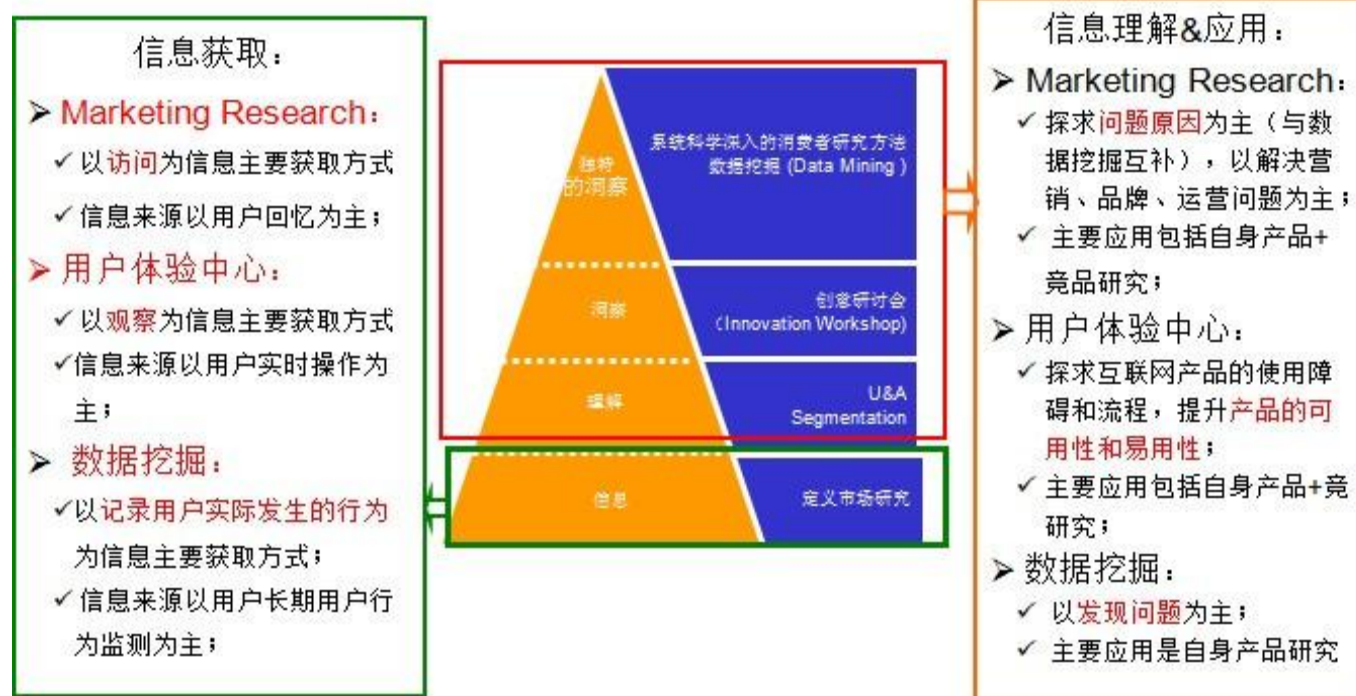 信息获取：
➤ Marketing Research：
✓ 以访问为信息主要获取方式
✓ 信息来源以用户回忆为主；
➤ 用户体验中心：
✓ 以观察为信息主要获取方式
✓信息来源以用户实时操作为
主；
➤ 数据挖掘：
✓以记录用户实际发生的行为
为信息主要获取方式；
✓ 信息来源以用户长期用户行
为监测为主；
独特
的洞察
洞察
理解
信息
系统科学深入的消费者研究方法
数据挖掘 (Data Mining )
创意研讨会
（Innovation Workshop)
U&A
Segmentation
定义市场研究
信息理解&应用：
➤ Marketing Research：
✓ 探求问题原因为主（与数
据挖掘互补），以解决营
销、品牌、运营问题为主；
✓ 主要应用包括自身产品+
竞品研究；
➤ 用户体验中心：
✓ 探求互联网产品的使用障
碍和流程，提升产品的可
用性和易用性；
✓ 主要应用包括自身产品+竞
研究；
➤ 数据挖掘：
✓ 以发现问题为主；
✓ 主要应用是自身产品研究